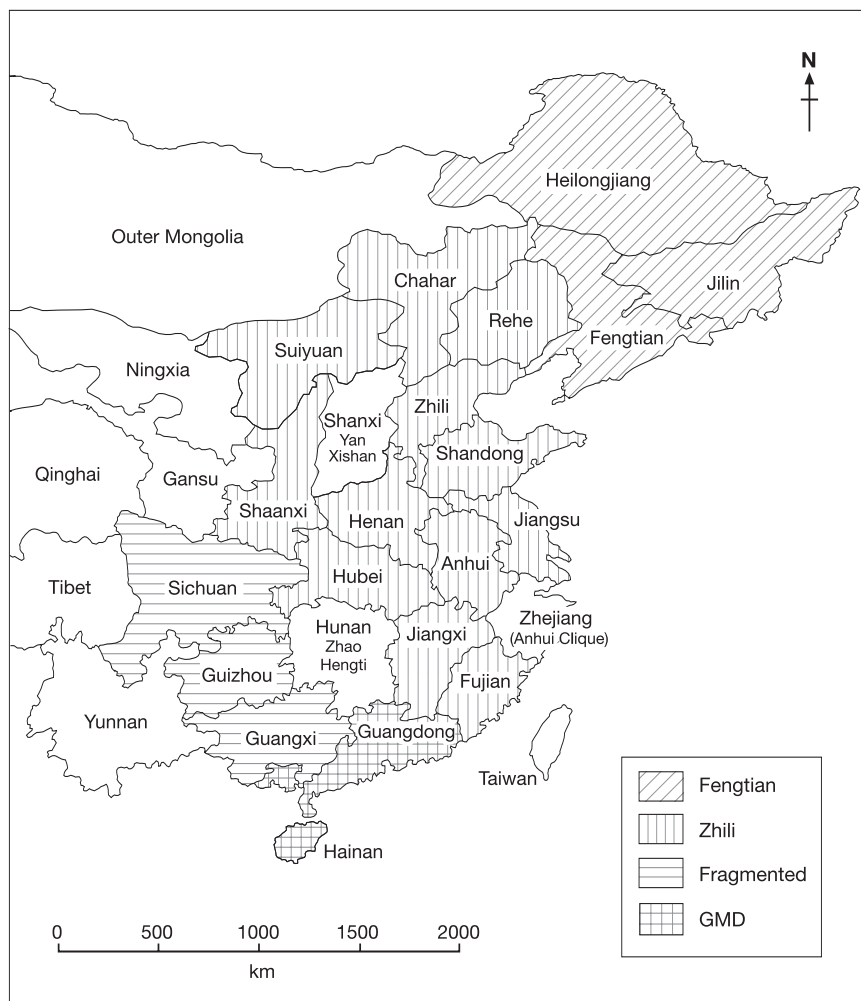 N
Heilongjiang
Outer Mongolia
Chahar
Jilin
Rehe
Fengtian
Suiyuan
Ningxia
Zhili
Shanxi
Yan
Xishan
Shandong
Qinghai
Gansu
Shaanxi
Henan
Jiangsu
Anhui
Hubei
Tibet
Sichuan
Zhejiang
(Anhui Clique)
Hunan
Zhao
Hengti
Jiangxi
Guizhou
Fujian
Yunnan
Guangxi
Guangdong
Taiwan
Hainan
Fengtian
Zhili
Fragmented
GMD
0 500 1000 1500 2000
km